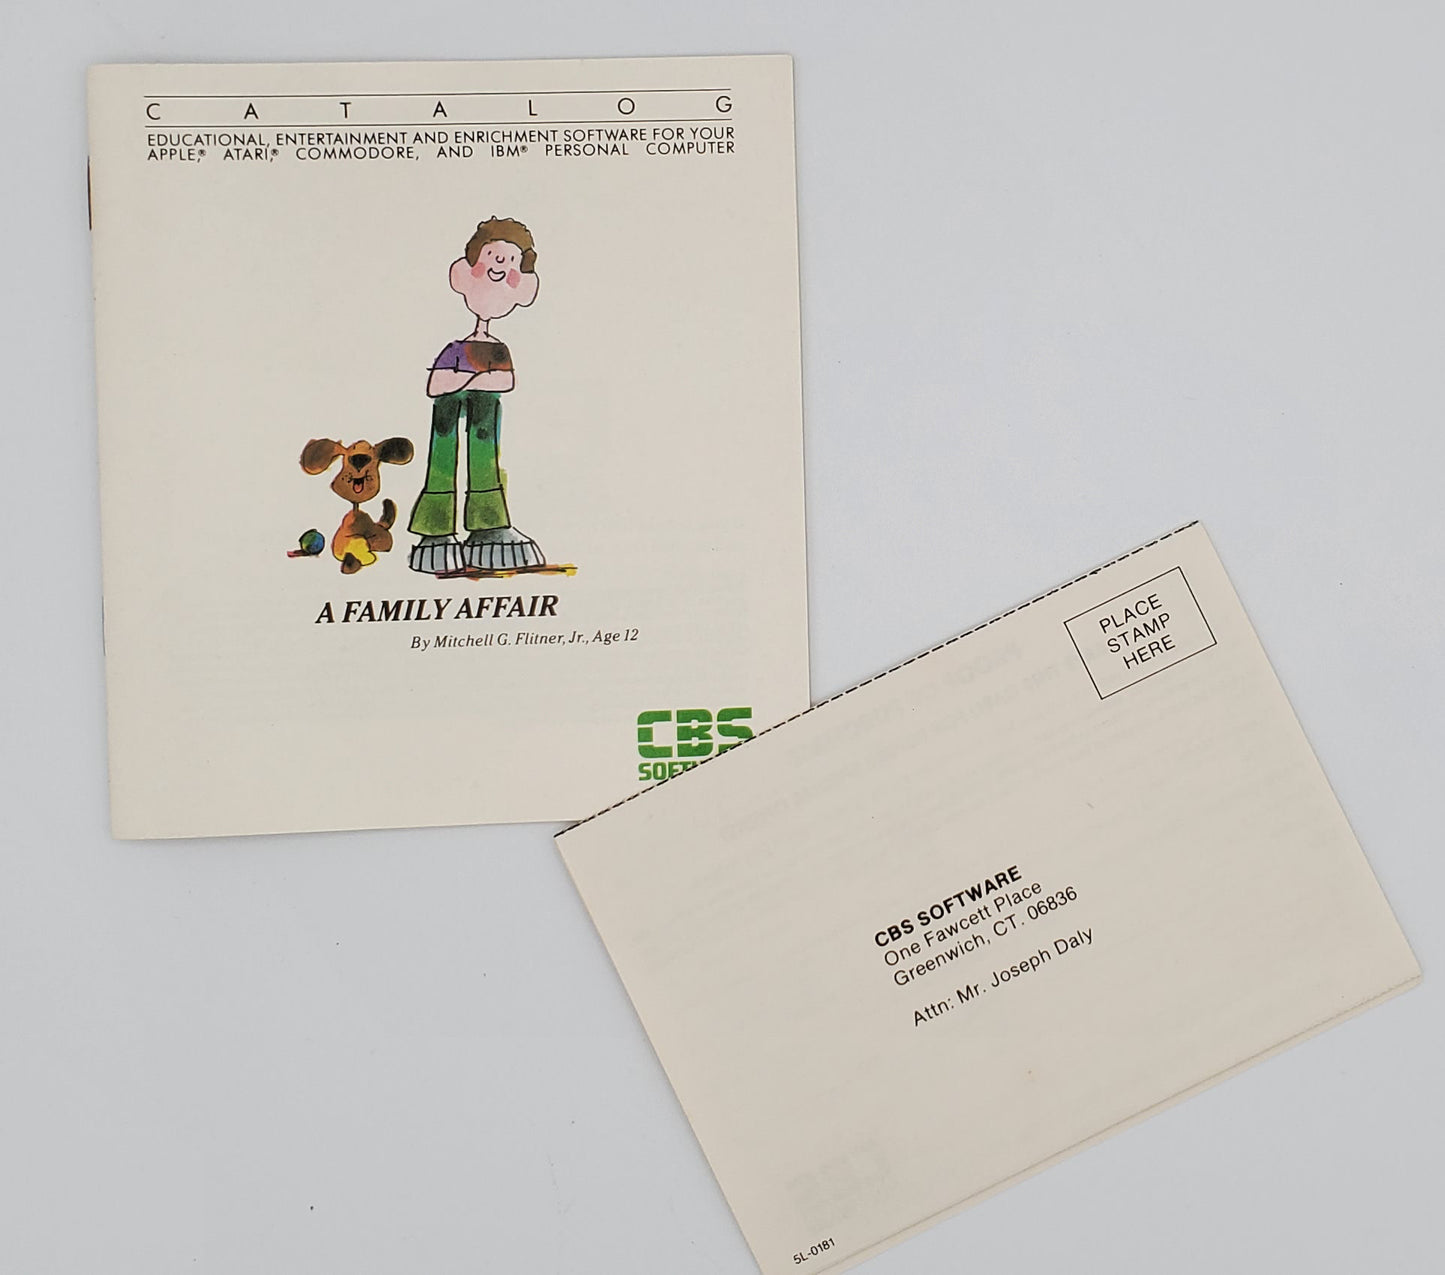 C A T A L O G
EDUCATIONAL, ENTERTAINMENT AND ENRICHMENT SOFTWARE FOR YOUR
APPLE,® ATARI,® COMMODORE, AND IBM® PERSONAL COMPUTER
A FAMILY AFFAIR
By Mitchell G. Flitner, Jr., Age 12
CBS
PLACE
STAMP
HERE
CBS SOFTWARE
One Fawcett Place
Greenwich, CT. 06836
Attn: Mr. Joseph Daly
5L-0181